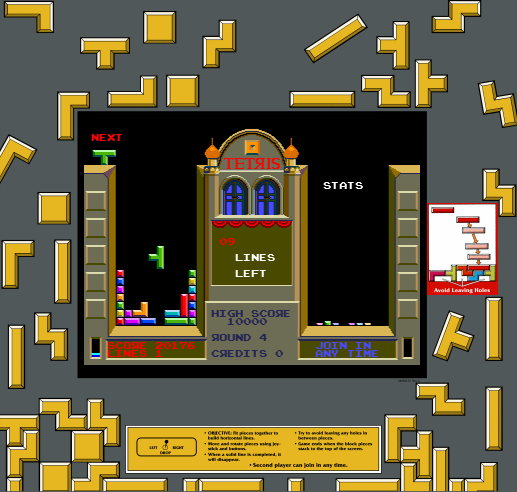 NEXT
TETRIS
STATS
09
LINES
LEFT
HIGH SCORE
10000
ROUND 4
CREDITS 0
SCORE 20176
LINES 1
JOIN IN
ANY TIME
Avoid Leaving Holes
LEFT RIGHT
DROP
• OBJECTIVE: Fit pieces together to
build horizontal lines.
• Move and rotate pieces using joy-
stick and buttons.
• When a solid line is completed, it
will disappear.
• Try to avoid leaving any holes in
between pieces.
• Game ends when the block pieces
stack to the top of the screen.
• Second player can join in any time.